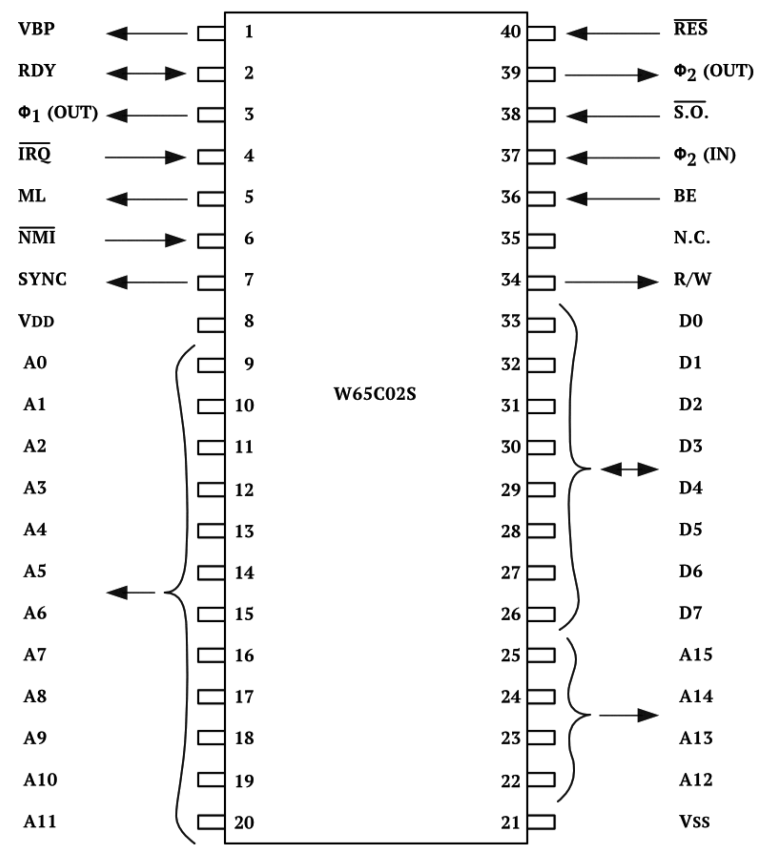 VBP 1 40 R̅E̅S̅
RDY 2 39 Φ₂ (OUT)
Φ₁ (OUT) 3 38 S̅.O̅.
I̅R̅Q̅ 4 37 Φ₂ (IN)
ML 5 36 BE
N̅M̅I̅ 6 35 N.C.
SYNC 7 34 R/W
VDD 8 33 D0
A0 9 32 D1
W65C02S
A1 10 31 D2
A2 11 30 D3
A3 12 29 D4
A4 13 28 D5
A5 14 27 D6
A6 15 26 D7
A7 16 25 A15
A8 17 24 A14
A9 18 23 A13
A10 19 22 A12
A11 20 21 Vss